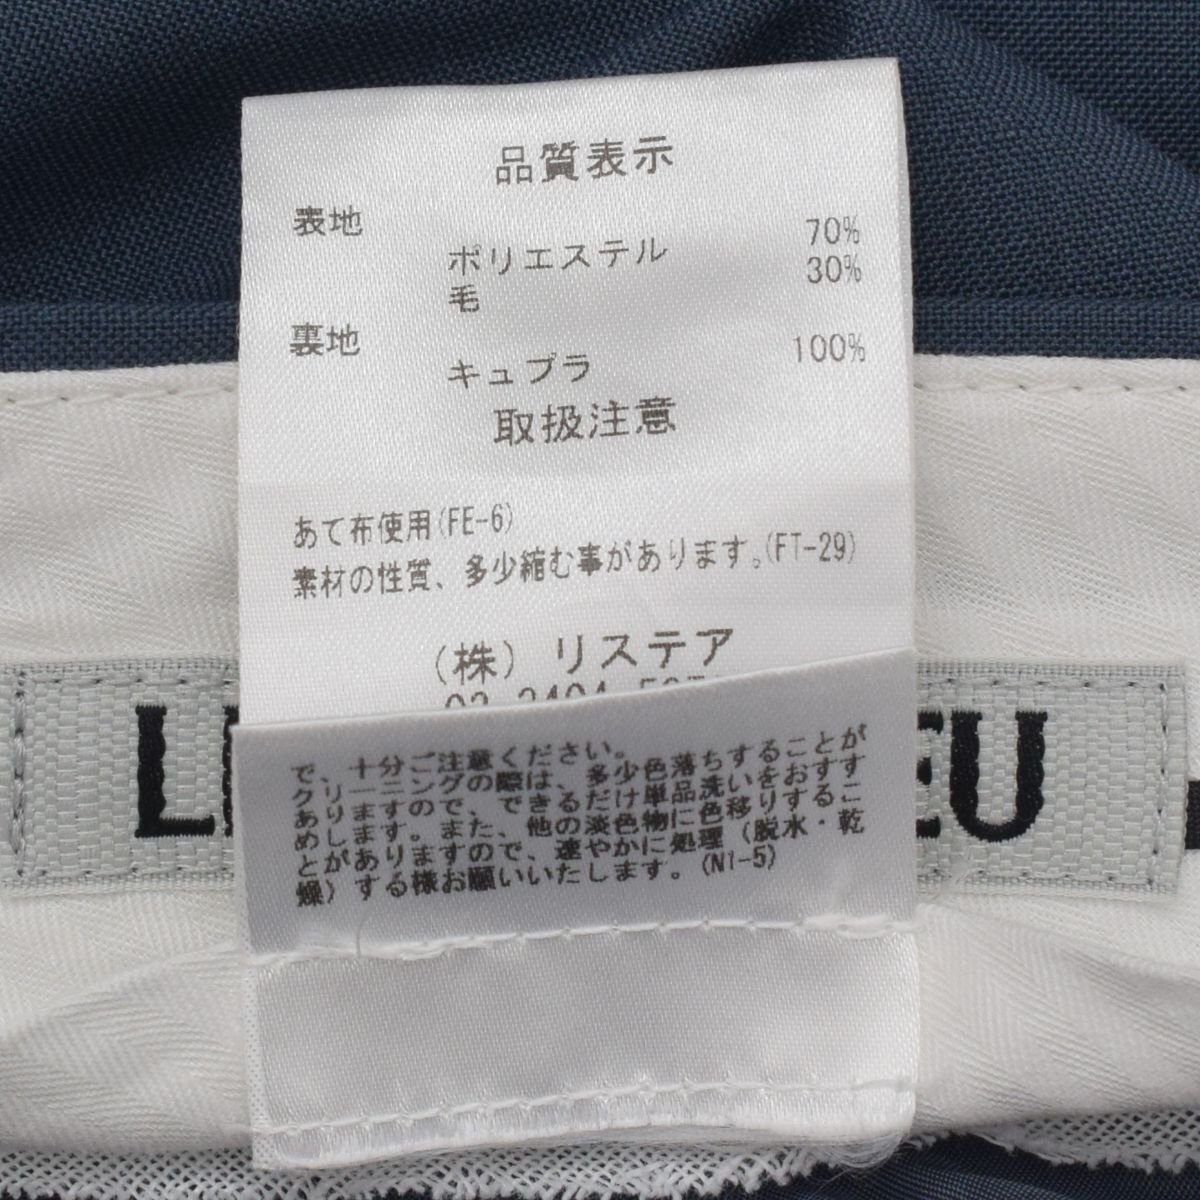 品質表示
表地
ポリエステル 70%
毛 30%
裏地
キュプラ 100%
取扱注意
あて布使用(FE-6)
素材の性質、多少縮む事があります。(FT-29)
(株) リステア
で、十分ご注意ください。
クリーニングの際は、多少色落ちすることが
ありますので、できるだけ単品洗いをおすす
めします。また、他の淡色物に色移りするこ
とがありますので、速やかに処理(脱水・乾
燥)する様お願いいたします。(NI-5)